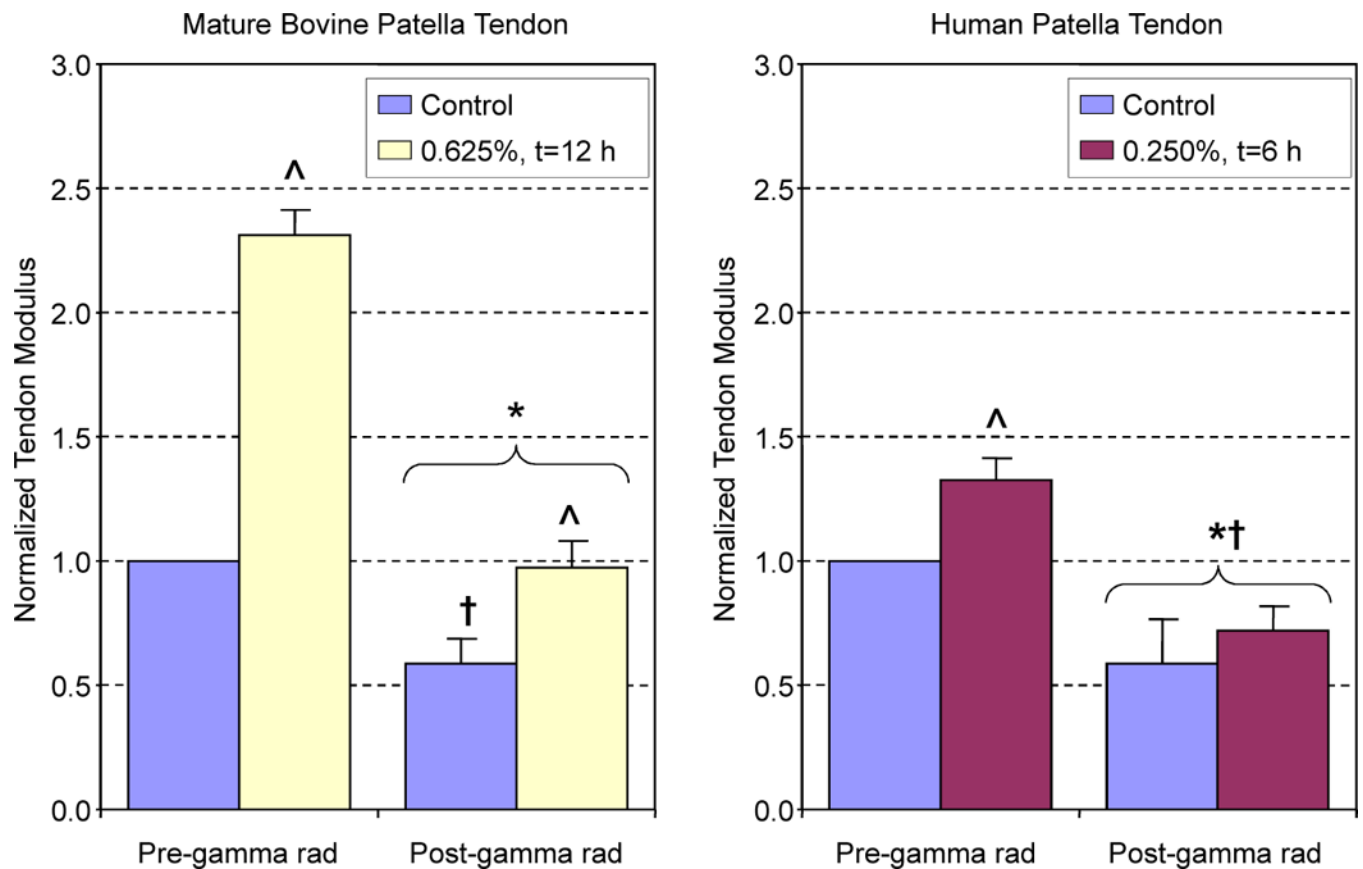 Mature Bovine Patella Tendon
Normalized Tendon Modulus
3.0
2.5
2.0
1.5
1.0
0.5
0.0
Control
0.625%, t=12 h
^
*
^
†
Pre-gamma rad
Post-gamma rad
Human Patella Tendon
Normalized Tendon Modulus
3.0
2.5
2.0
1.5
1.0
0.5
0.0
Control
0.250%, t=6 h
^
*†
Pre-gamma rad
Post-gamma rad